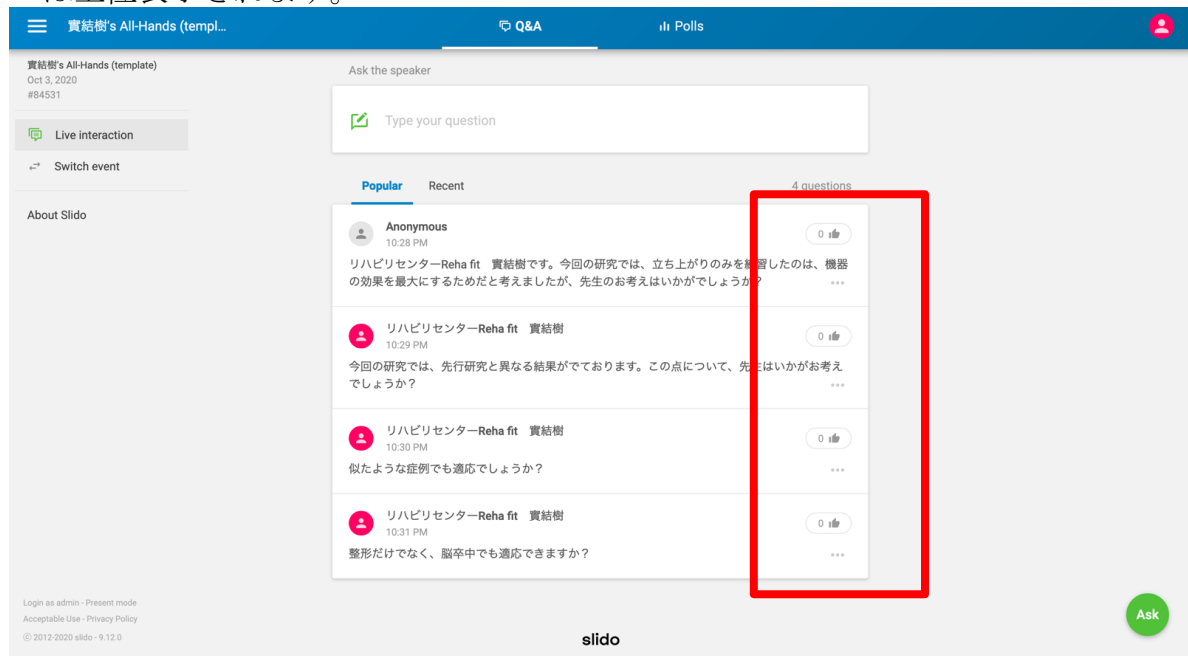 實結樹's All-Hands (templ...
Q&A
Polls
實結樹's All-Hands (template)
Oct 3, 2020
#84531
Live interaction
Switch event
About Slido
Ask the speaker
Type your question
Popular
Recent
4 questions
Anonymous
10:28 PM
0
リハビリセンターReha fit　實結樹です。今回の研究では、立ち上がりのみを練習したのは、機器
の効果を最大にするためだと考えましたが、先生のお考えはいかがでしょうか？
リハビリセンターReha fit　實結樹
10:29 PM
0
今回の研究では、先行研究と異なる結果がでております。この点について、先生はいかがお考え
でしょうか？
リハビリセンターReha fit　實結樹
10:30 PM
0
似たような症例でも適応でしょうか？
リハビリセンターReha fit　實結樹
10:31 PM
0
整形だけでなく、脳卒中でも適応できますか？
Login as admin - Present mode
Acceptable Use - Privacy Policy
© 2012-2020 slido - 9.12.0
slido
Ask